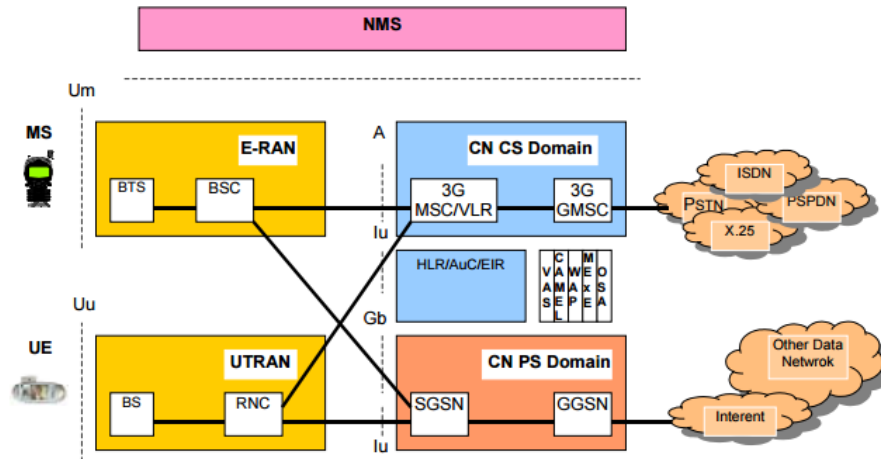 NMS
Um
MS
E-RAN
A
CN CS Domain
BTS
BSC
3G
MSC/VLR
3G
GMSC
ISDN
PSTN
PSPDN
X.25
Iu
HLR/AuC/EIR
VAS
CAMEL
WAP
MExE
OSA
Uu
Gb
UE
UTRAN
CN PS Domain
Other Data
Netwrok
BS
RNC
SGSN
GGSN
Interent
Iu